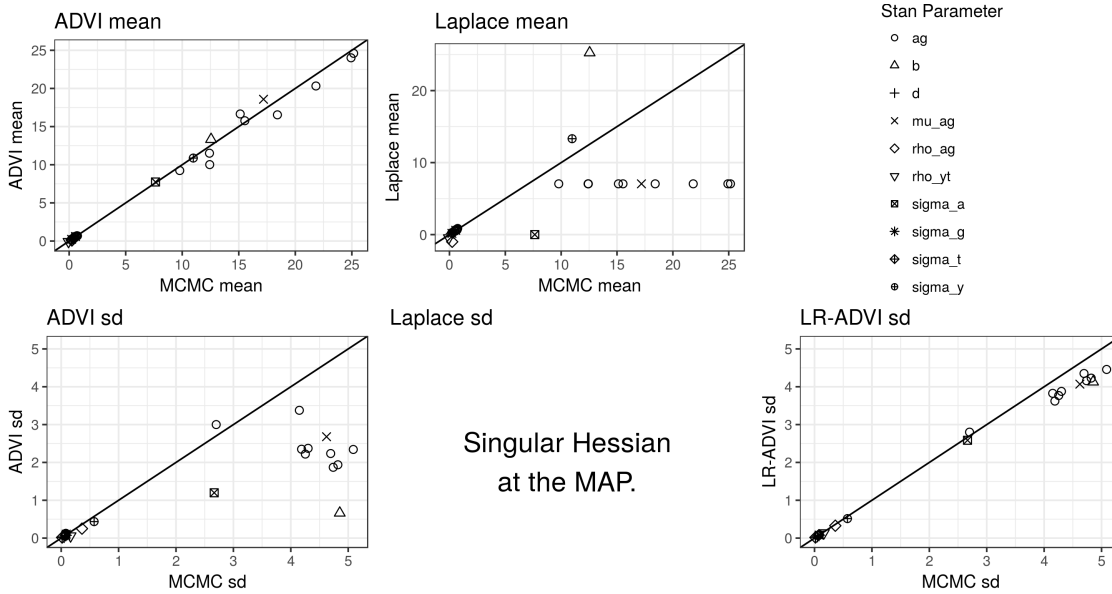 ADVI mean
25
20
15
10
5
0
ADVI mean
0 5 10 15 20 25
MCMC mean
Laplace mean
20
10
0
Laplace mean
0 5 10 15 20 25
MCMC mean
Stan Parameter
ag
b
d
mu_ag
rho_ag
rho_yt
sigma_a
sigma_g
sigma_t
sigma_y
ADVI sd
5
4
3
2
1
0
ADVI sd
0 1 2 3 4 5
MCMC sd
Laplace sd
Singular Hessian
at the MAP.
LR-ADVI sd
5
4
3
2
1
0
LR-ADVI sd
0 1 2 3 4 5
MCMC sd